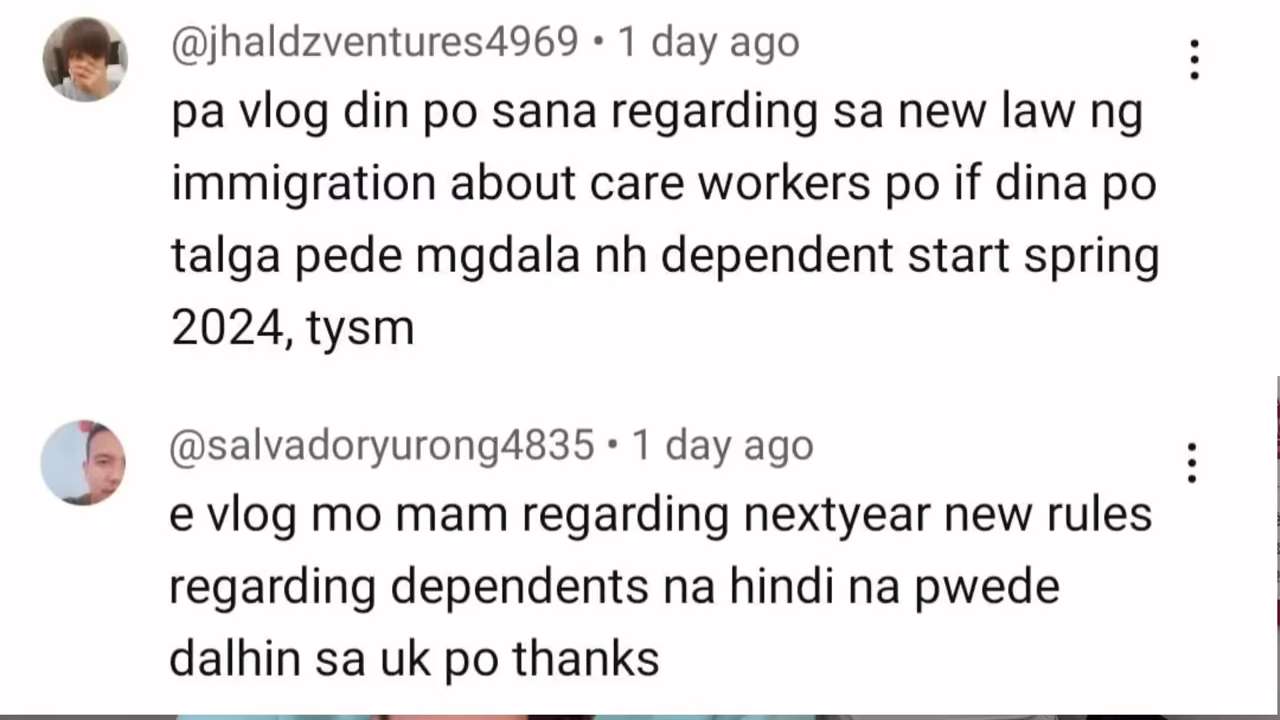 @jhaldzventures4969 • 1 day ago
pa vlog din po sana regarding sa new law ng
immigration about care workers po if dina po
talga pede mgdala nh dependent start spring
2024, tysm
@salvadoryurong4835 • 1 day ago
e vlog mo mam regarding nextyear new rules
regarding dependents na hindi na pwede
dalhin sa uk po thanks